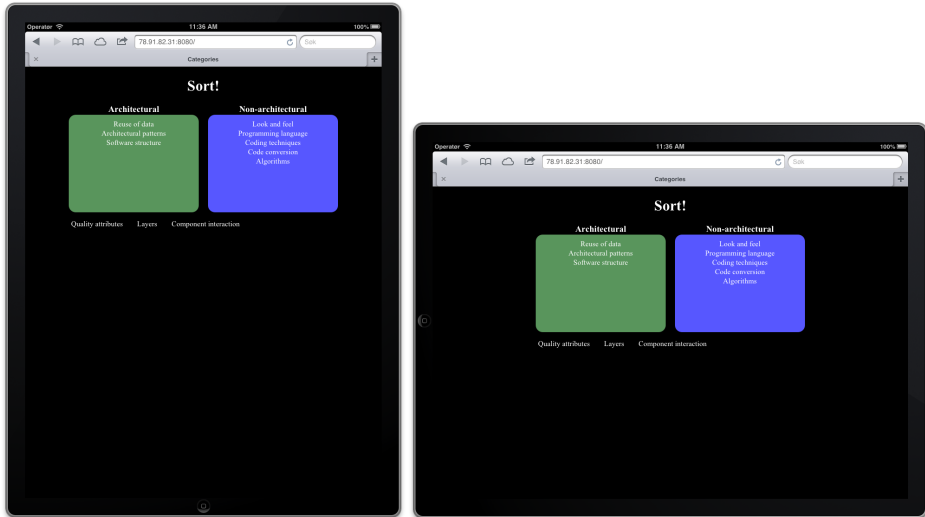 Operator 11:36 AM 100%
78.91.82.31:8080/ Søk
× Categories +
Sort!
Architectural Non-architectural
Reuse of data Look and feel
Architectural patterns Programming language
Software structure Coding techniques
Code conversion
Algorithms
Quality attributes Layers Component interaction
Operator 11:36 AM 100%
78.91.82.31:8080/ Søk
× Categories +
Sort!
Architectural Non-architectural
Reuse of data Look and feel
Architectural patterns Programming language
Software structure Coding techniques
Code conversion
Algorithms
Quality attributes Layers Component interaction